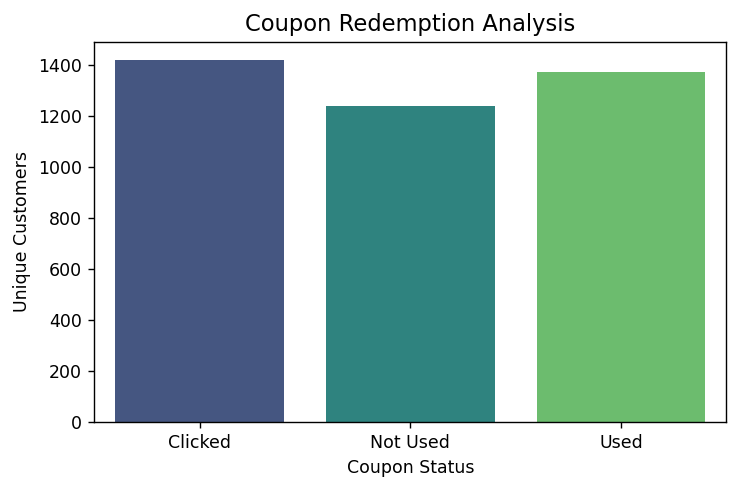 Coupon Redemption Analysis
Unique Customers
1400
1200
1000
800
600
400
200
0
Clicked Not Used Used
Coupon Status